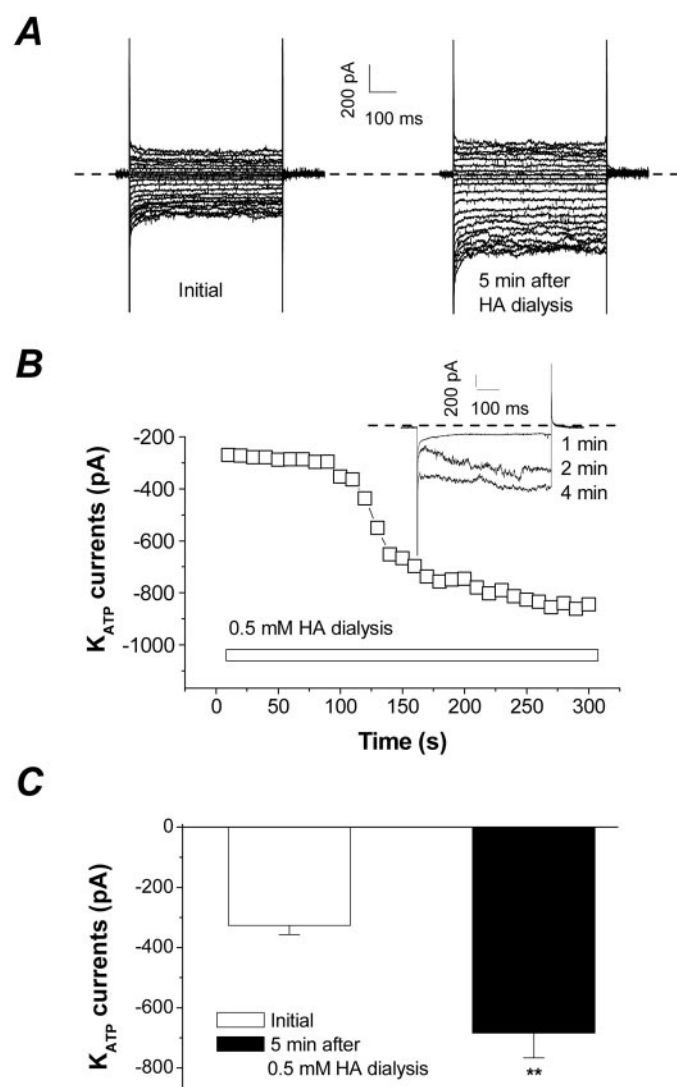 A
200 pA
100 ms
Initial
5 min after
HA dialysis
B
200 pA
100 ms
1 min
2 min
4 min
K_ATP currents (pA)
-200
-400
-600
-800
-1000
0.5 mM HA dialysis
0 50 100 150 200 250 300
Time (s)
C
K_ATP currents (pA)
0
-200
-400
-600
-800
Initial
5 min after
0.5 mM HA dialysis
**